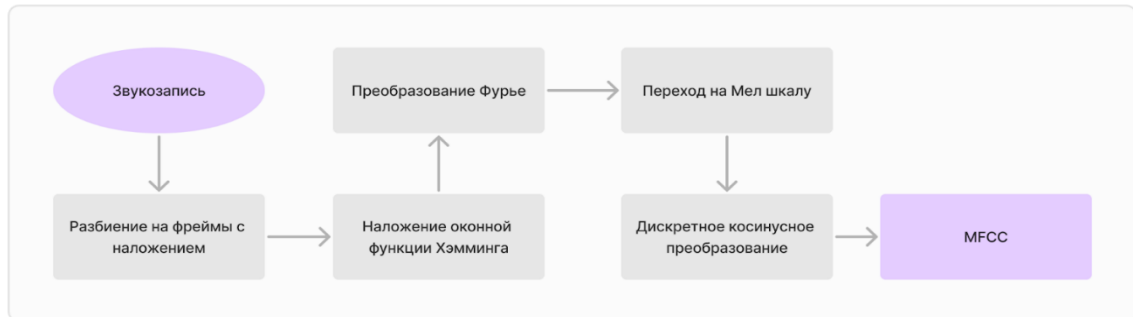 Звукозапись
Разбиение на фреймы с
наложением
Наложение оконной
функции Хэмминга
Преобразование Фурье
Переход на Мел шкалу
Дискретное косинусное
преобразование
MFCC